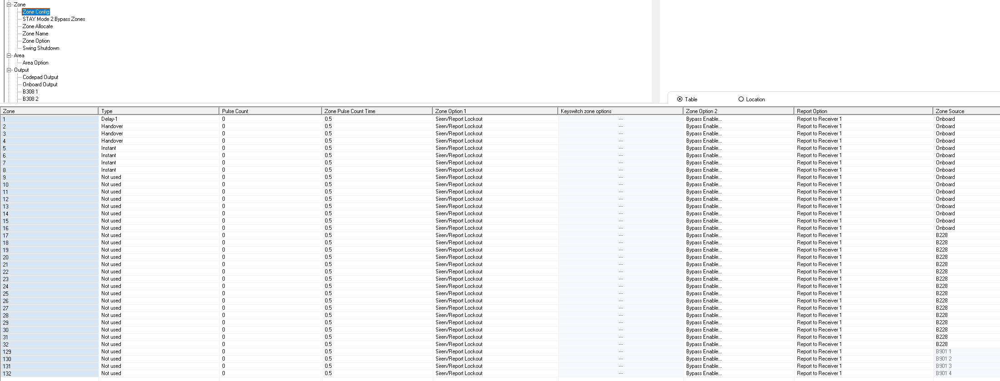 Zone
Zone Config
STAY Mode 2 Bypass Zones
Zone Allocate
Zone Name
Zone Option
Swing Shutdown
Area
Area Option
Output
Codepad Output
Onboard Output
B308 1
B308 2
Table Location
Zone Type Pulse Count Zone Pulse Count Time Zone Option 1 Keyswitch zone options Zone Option 2 Report Option Zone Source
1 Delay-1 0 0.5 Siren/Report Lockout --- Bypass Enable... Report to Receiver 1 Onboard
2 Handover 0 0.5 Siren/Report Lockout --- Bypass Enable... Report to Receiver 1 Onboard
3 Handover 0 0.5 Siren/Report Lockout --- Bypass Enable... Report to Receiver 1 Onboard
4 Handover 0 0.5 Siren/Report Lockout --- Bypass Enable... Report to Receiver 1 Onboard
5 Instant 0 0.5 Siren/Report Lockout --- Bypass Enable... Report to Receiver 1 Onboard
6 Instant 0 0.5 Siren/Report Lockout --- Bypass Enable... Report to Receiver 1 Onboard
7 Instant 0 0.5 Siren/Report Lockout --- Bypass Enable... Report to Receiver 1 Onboard
8 Instant 0 0.5 Siren/Report Lockout --- Bypass Enable... Report to Receiver 1 Onboard
9 Not used 0 0.5 Siren/Report Lockout --- Bypass Enable... Report to Receiver 1 Onboard
10 Not used 0 0.5 Siren/Report Lockout --- Bypass Enable... Report to Receiver 1 Onboard
11 Not used 0 0.5 Siren/Report Lockout --- Bypass Enable... Report to Receiver 1 Onboard
12 Not used 0 0.5 Siren/Report Lockout --- Bypass Enable... Report to Receiver 1 Onboard
13 Not used 0 0.5 Siren/Report Lockout --- Bypass Enable... Report to Receiver 1 Onboard
14 Not used 0 0.5 Siren/Report Lockout --- Bypass Enable... Report to Receiver 1 Onboard
15 Not used 0 0.5 Siren/Report Lockout --- Bypass Enable... Report to Receiver 1 Onboard
16 Not used 0 0.5 Siren/Report Lockout --- Bypass Enable... Report to Receiver 1 Onboard
17 Not used 0 0.5 Siren/Report Lockout --- Bypass Enable... Report to Receiver 1 B228
18 Not used 0 0.5 Siren/Report Lockout --- Bypass Enable... Report to Receiver 1 B228
19 Not used 0 0.5 Siren/Report Lockout --- Bypass Enable... Report to Receiver 1 B228
20 Not used 0 0.5 Siren/Report Lockout --- Bypass Enable... Report to Receiver 1 B228
21 Not used 0 0.5 Siren/Report Lockout --- Bypass Enable... Report to Receiver 1 B228
22 Not used 0 0.5 Siren/Report Lockout --- Bypass Enable... Report to Receiver 1 B228
23 Not used 0 0.5 Siren/Report Lockout --- Bypass Enable... Report to Receiver 1 B228
24 Not used 0 0.5 Siren/Report Lockout --- Bypass Enable... Report to Receiver 1 B228
25 Not used 0 0.5 Siren/Report Lockout --- Bypass Enable... Report to Receiver 1 B228
26 Not used 0 0.5 Siren/Report Lockout --- Bypass Enable... Report to Receiver 1 B228
27 Not used 0 0.5 Siren/Report Lockout --- Bypass Enable... Report to Receiver 1 B228
28 Not used 0 0.5 Siren/Report Lockout --- Bypass Enable... Report to Receiver 1 B228
29 Not used 0 0.5 Siren/Report Lockout --- Bypass Enable... Report to Receiver 1 B228
30 Not used 0 0.5 Siren/Report Lockout --- Bypass Enable... Report to Receiver 1 B228
31 Not used 0 0.5 Siren/Report Lockout --- Bypass Enable... Report to Receiver 1 B228
32 Not used 0 0.5 Siren/Report Lockout --- Bypass Enable... Report to Receiver 1 B228
129 Not used 0 0.5 Siren/Report Lockout --- Bypass Enable... Report to Receiver 1 B901 1
130 Not used 0 0.5 Siren/Report Lockout --- Bypass Enable... Report to Receiver 1 B901 2
131 Not used 0 0.5 Siren/Report Lockout --- Bypass Enable... Report to Receiver 1 B901 3
132 Not used 0 0.5 Siren/Report Lockout --- Bypass Enable... Report to Receiver 1 B901 4